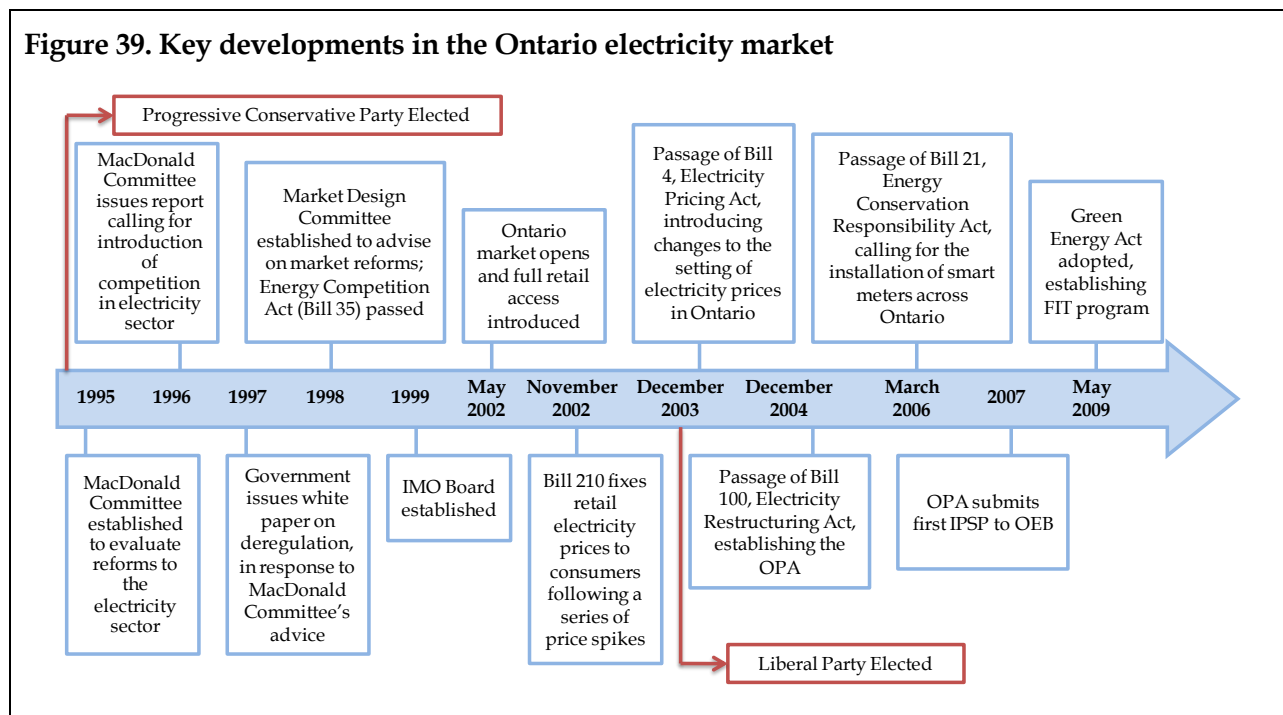 Figure 39. Key developments in the Ontario electricity market
Progressive Conservative Party Elected
MacDonald
Committee
issues report
calling for
introduction
of
competition
in electricity
sector
Market Design
Committee
established to advise
on market reforms;
Energy Competition
Act (Bill 35) passed
Ontario
market opens
and full retail
access
introduced
Passage of Bill
4, Electricity
Pricing Act,
introducing
changes to the
setting of
electricity prices
in Ontario
Passage of Bill 21,
Energy
Conservation
Responsibility Act,
calling for the
installation of smart
meters across
Ontario
Green
Energy Act
adopted,
establishing
FIT program
1995
1996
1997
1998
1999
May
2002
November
2002
December
2003
December
2004
March
2006
2007
May
2009
MacDonald
Committee
established
to evaluate
reforms to
the
electricity
sector
Government
issues white
paper on
deregulation,
in response to
MacDonald
Committee's
advice
IMO Board
established
Bill 210 fixes
retail
electricity
prices to
consumers
following a
series of
price spikes
Passage of Bill
100, Electricity
Restructuring Act,
establishing the
OPA
OPA submits
first IPSP to OEB
Liberal Party Elected